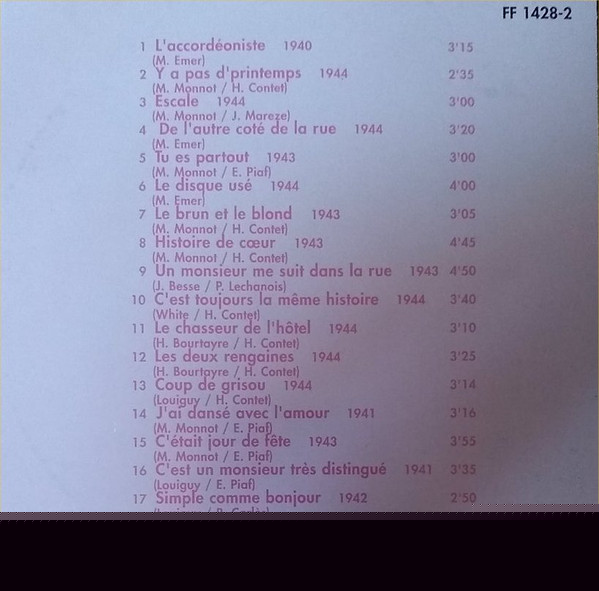 FF 1428-2
1 L'accordéoniste 1940 3'15
(M. Emer)
2 Y a pas d'printemps 1944 2'35
(M. Monnot / H. Contet)
3 Escale 1944 3'00
(M. Monnot / J. Mareze)
4 De l'autre coté de la rue 1944 3'20
(M. Emer)
5 Tu es partout 1943 3'00
(M. Monnot / E. Piaf)
6 Le disque usé 1944 4'00
(M. Emer)
7 Le brun et le blond 1943 3'05
(M. Monnot / H. Contet)
8 Histoire de cœur 1943 4'45
(M. Monnot / H. Contet)
9 Un monsieur me suit dans la rue 1943 4'50
(J. Besse / P. Lechanois)
10 C'est toujours la même histoire 1944 3'40
(White / H. Contet)
11 Le chasseur de l'hôtel 1944 3'10
(H. Bourtayre / H. Contet)
12 Les deux rengaines 1944 3'25
(H. Bourtayre / H. Contet)
13 Coup de grisou 1944 3'14
(Louiguy / H. Contet)
14 J'ai dansé avec l'amour 1941 3'16
(M. Monnot / E. Piaf)
15 C'était jour de fête 1943 3'55
(M. Monnot / E. Piaf)
16 C'est un monsieur très distingué 1941 3'35
(Louiguy / E. Piaf)
17 Simple comme bonjour 1942 2'50